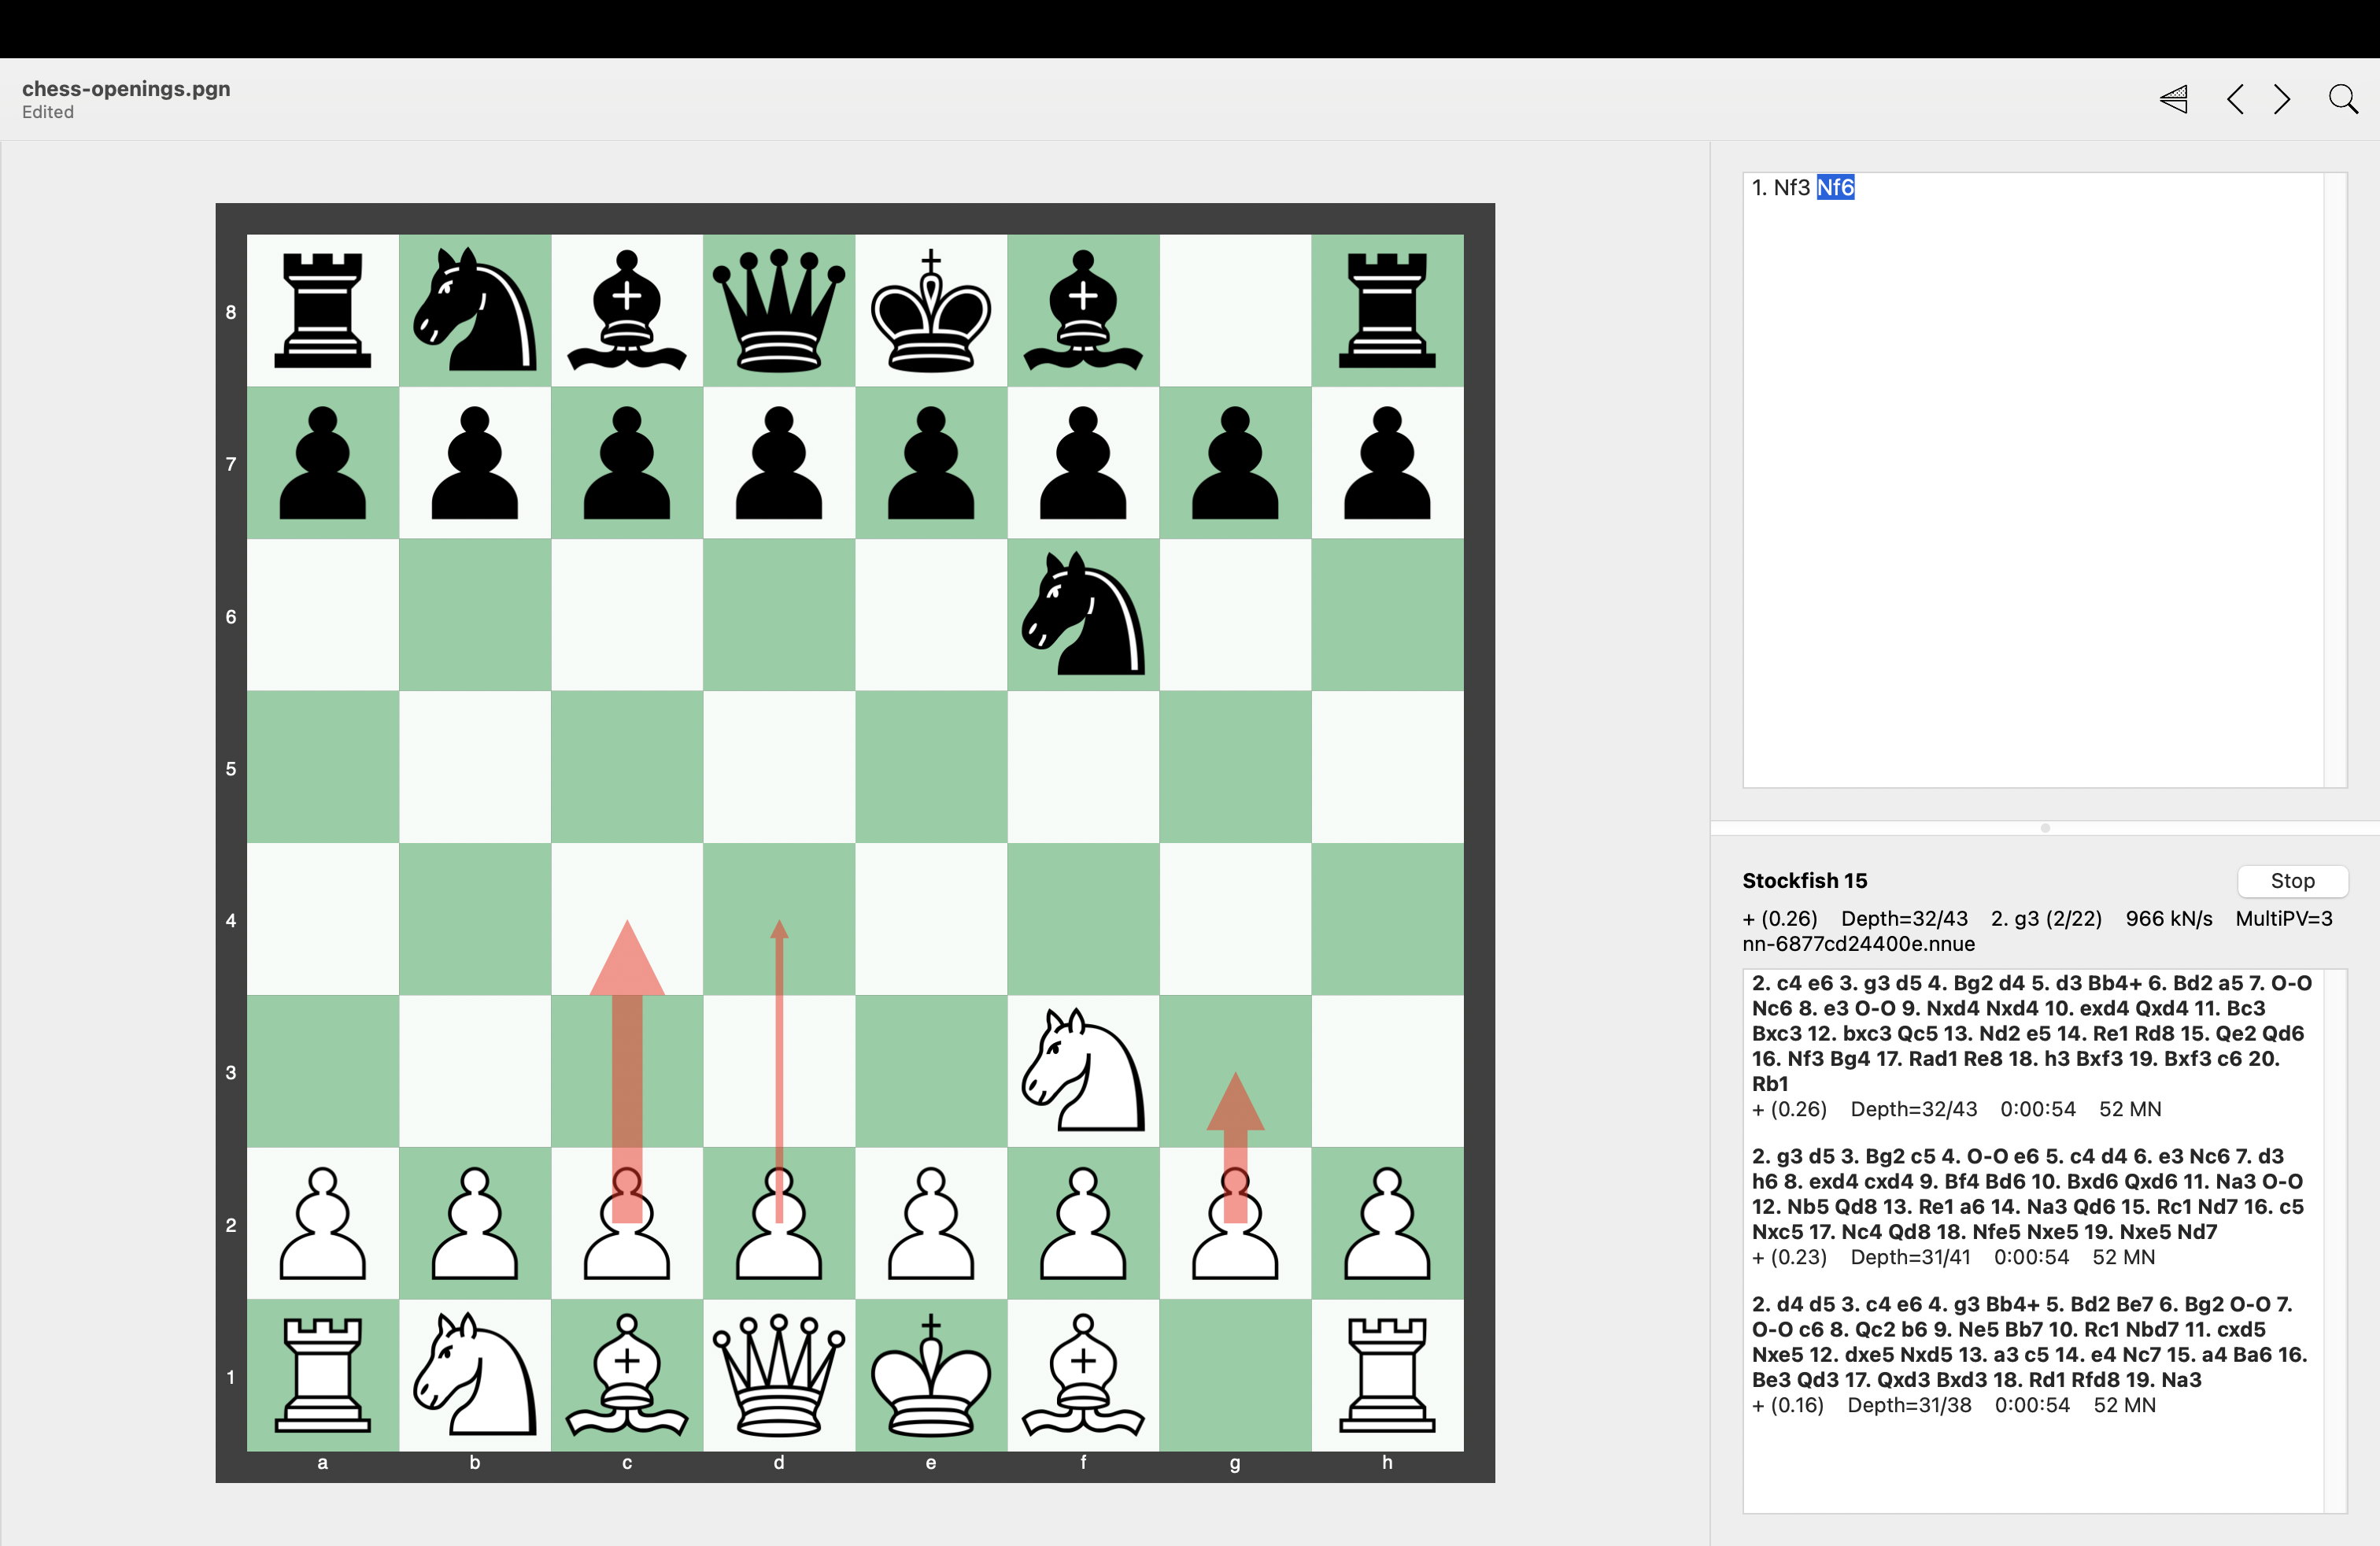 chess-openings.pgn
Edited
8
7
6
5
4
3
2
1
a b c d e f g h
1. Nf3 Nf6
Stockfish 15
Stop
+ (0.26) Depth=32/43 2. g3 (2/22) 966 kN/s MultiPV=3
nn-6877cd24400e.nnue
2. c4 e6 3. g3 d5 4. Bg2 d4 5. d3 Bb4+ 6. Bd2 a5 7. O-O
Nc6 8. e3 O-O 9. Nxd4 Nxd4 10. exd4 Qxd4 11. Bc3
Bxc3 12. bxc3 Qc5 13. Nd2 e5 14. Re1 Rd8 15. Qe2 Qd6
16. Nf3 Bg4 17. Rad1 Re8 18. h3 Bxf3 19. Bxf3 c6 20.
Rb1
+ (0.26) Depth=32/43 0:00:54 52 MN
2. g3 d5 3. Bg2 c5 4. O-O e6 5. c4 d4 6. e3 Nc6 7. d3
h6 8. exd4 cxd4 9. Bf4 Bd6 10. Bxd6 Qxd6 11. Na3 O-O
12. Nb5 Qd8 13. Re1 a6 14. Na3 Qd6 15. Rc1 Nd7 16. c5
Nxc5 17. Nc4 Qd8 18. Nfe5 Nxe5 19. Nxe5 Nd7
+ (0.23) Depth=31/41 0:00:54 52 MN
2. d4 d5 3. c4 e6 4. g3 Bb4+ 5. Bd2 Be7 6. Bg2 O-O 7.
O-O c6 8. Qc2 b6 9. Ne5 Bb7 10. Rc1 Nbd7 11. cxd5
Nxe5 12. dxe5 Nxd5 13. a3 c5 14. e4 Nc7 15. a4 Ba6 16.
Be3 Qd3 17. Qxd3 Bxd3 18. Rd1 Rfd8 19. Na3
+ (0.16) Depth=31/38 0:00:54 52 MN